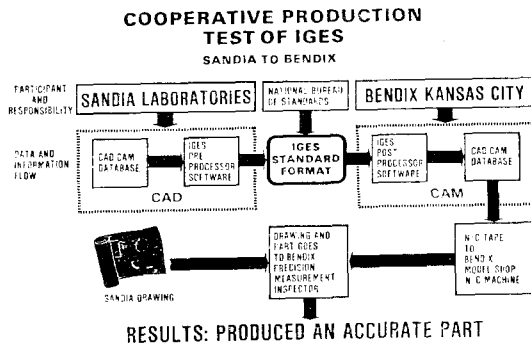 COOPERATIVE PRODUCTION
TEST OF IGES
SANDIA TO BENDIX
PARTICIPANT
AND
RESPONSIBILITY
SANDIA LABORATORIES
NATIONAL BUREAU
OF STANDARDS
BENDIX KANSAS CITY
DATA AND
INFORMATION
FLOW
CAD CAM
DATABASE
IGES
PRE
PROCESSOR
SOFTWARE
CAD
IGES
STANDARD
FORMAT
IGES
POST
PROCESSOR
SOFTWARE
CAD CAM
DATABASE
CAM
SANDIA DRAWING
DRAWING AND
PART GOES
TO BENDIX
PRECISION
MEASUREMENT
INSPECTOR
N/C TAPE
TO
BENDIX
MODEL SHOP
N/C MACHINE
RESULTS: PRODUCED AN ACCURATE PART